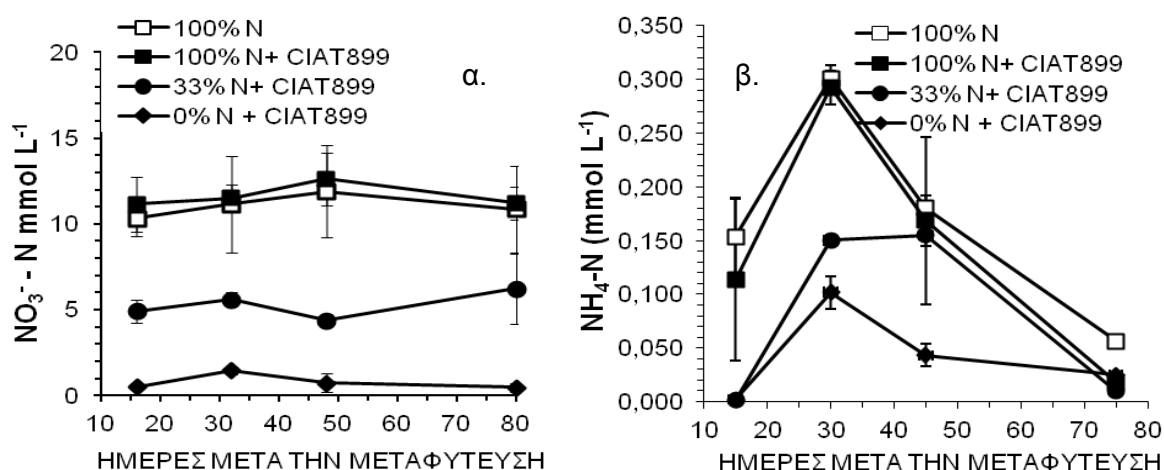 100% N
100% N+ CIAT899
33% N+ CIAT899
0% N + CIAT899
α.
NO₃⁻ - N mmol L⁻¹
20
15
10
5
0
10 20 30 40 50 60 70 80
ΗΜΕΡΕΣ ΜΕΤΑ ΤΗΝ ΜΕΤΑΦΥΤΕΥΣΗ
100% N
100% N+ CIAT899
33% N+ CIAT899
0% N + CIAT899
β.
NH₄-N (mmol L⁻¹)
0,350
0,300
0,250
0,200
0,150
0,100
0,050
0,000
10 20 30 40 50 60 70 80
ΗΜΕΡΕΣ ΜΕΤΑ ΤΗΝ ΜΕΤΑΦΥΤΕΥΣΗ